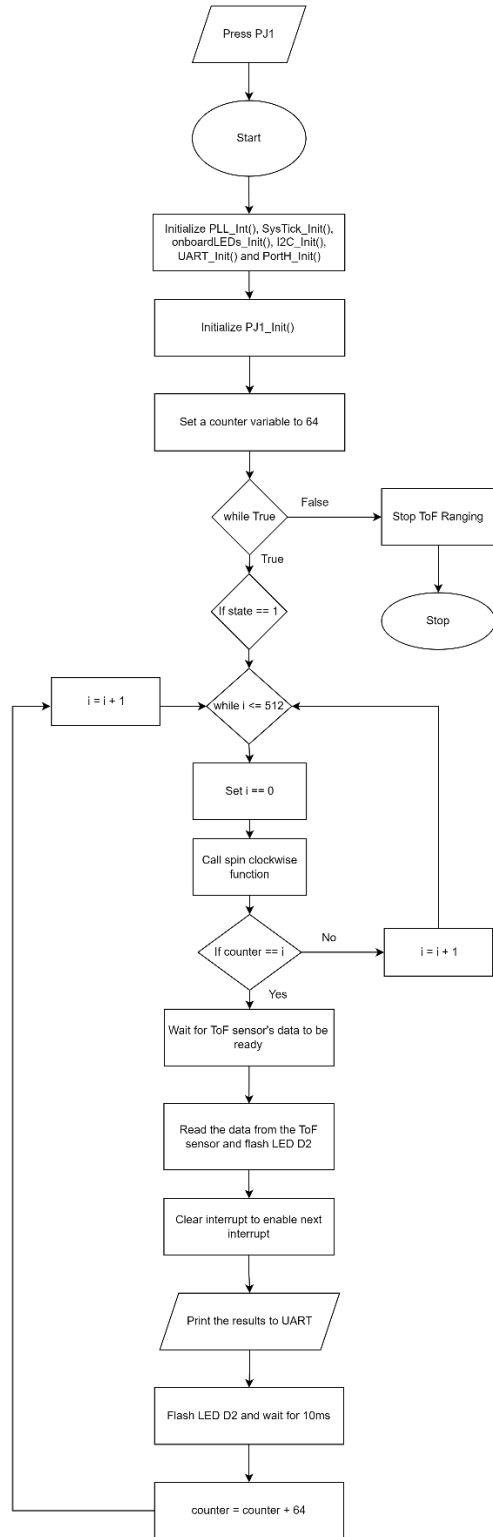 Press PJ1
Start
Initialize PLL_Int(), SysTick_Init(),
onboardLEDs_Init(), I2C_Init(),
UART_Init() and PortH_Init()
Initialize PJ1_Init()
Set a counter variable to 64
while True
False
Stop ToF Ranging
True
Stop
If state == 1
i = i + 1
while i <= 512
Set i == 0
Call spin clockwise
function
If counter == i
No
i = i + 1
Yes
Wait for ToF sensor's data to be
ready
Read the data from the ToF
sensor and flash LED D2
Clear interrupt to enable next
interrupt
Print the results to UART
Flash LED D2 and wait for 10ms
counter = counter + 64